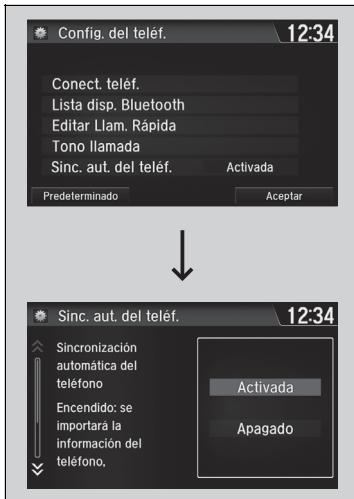 Config. del teléf.
12:34
Conect. teléf.
Lista disp. Bluetooth
Editar Llam. Rápida
Tono llamada
Sinc. aut. del teléf. Activada
Predeterminado
Aceptar
Sinc. aut. del teléf.
12:34
Sincronización
automática del
teléfono
Encendido: se
importará la
información del
teléfono,
Activada
Apagado